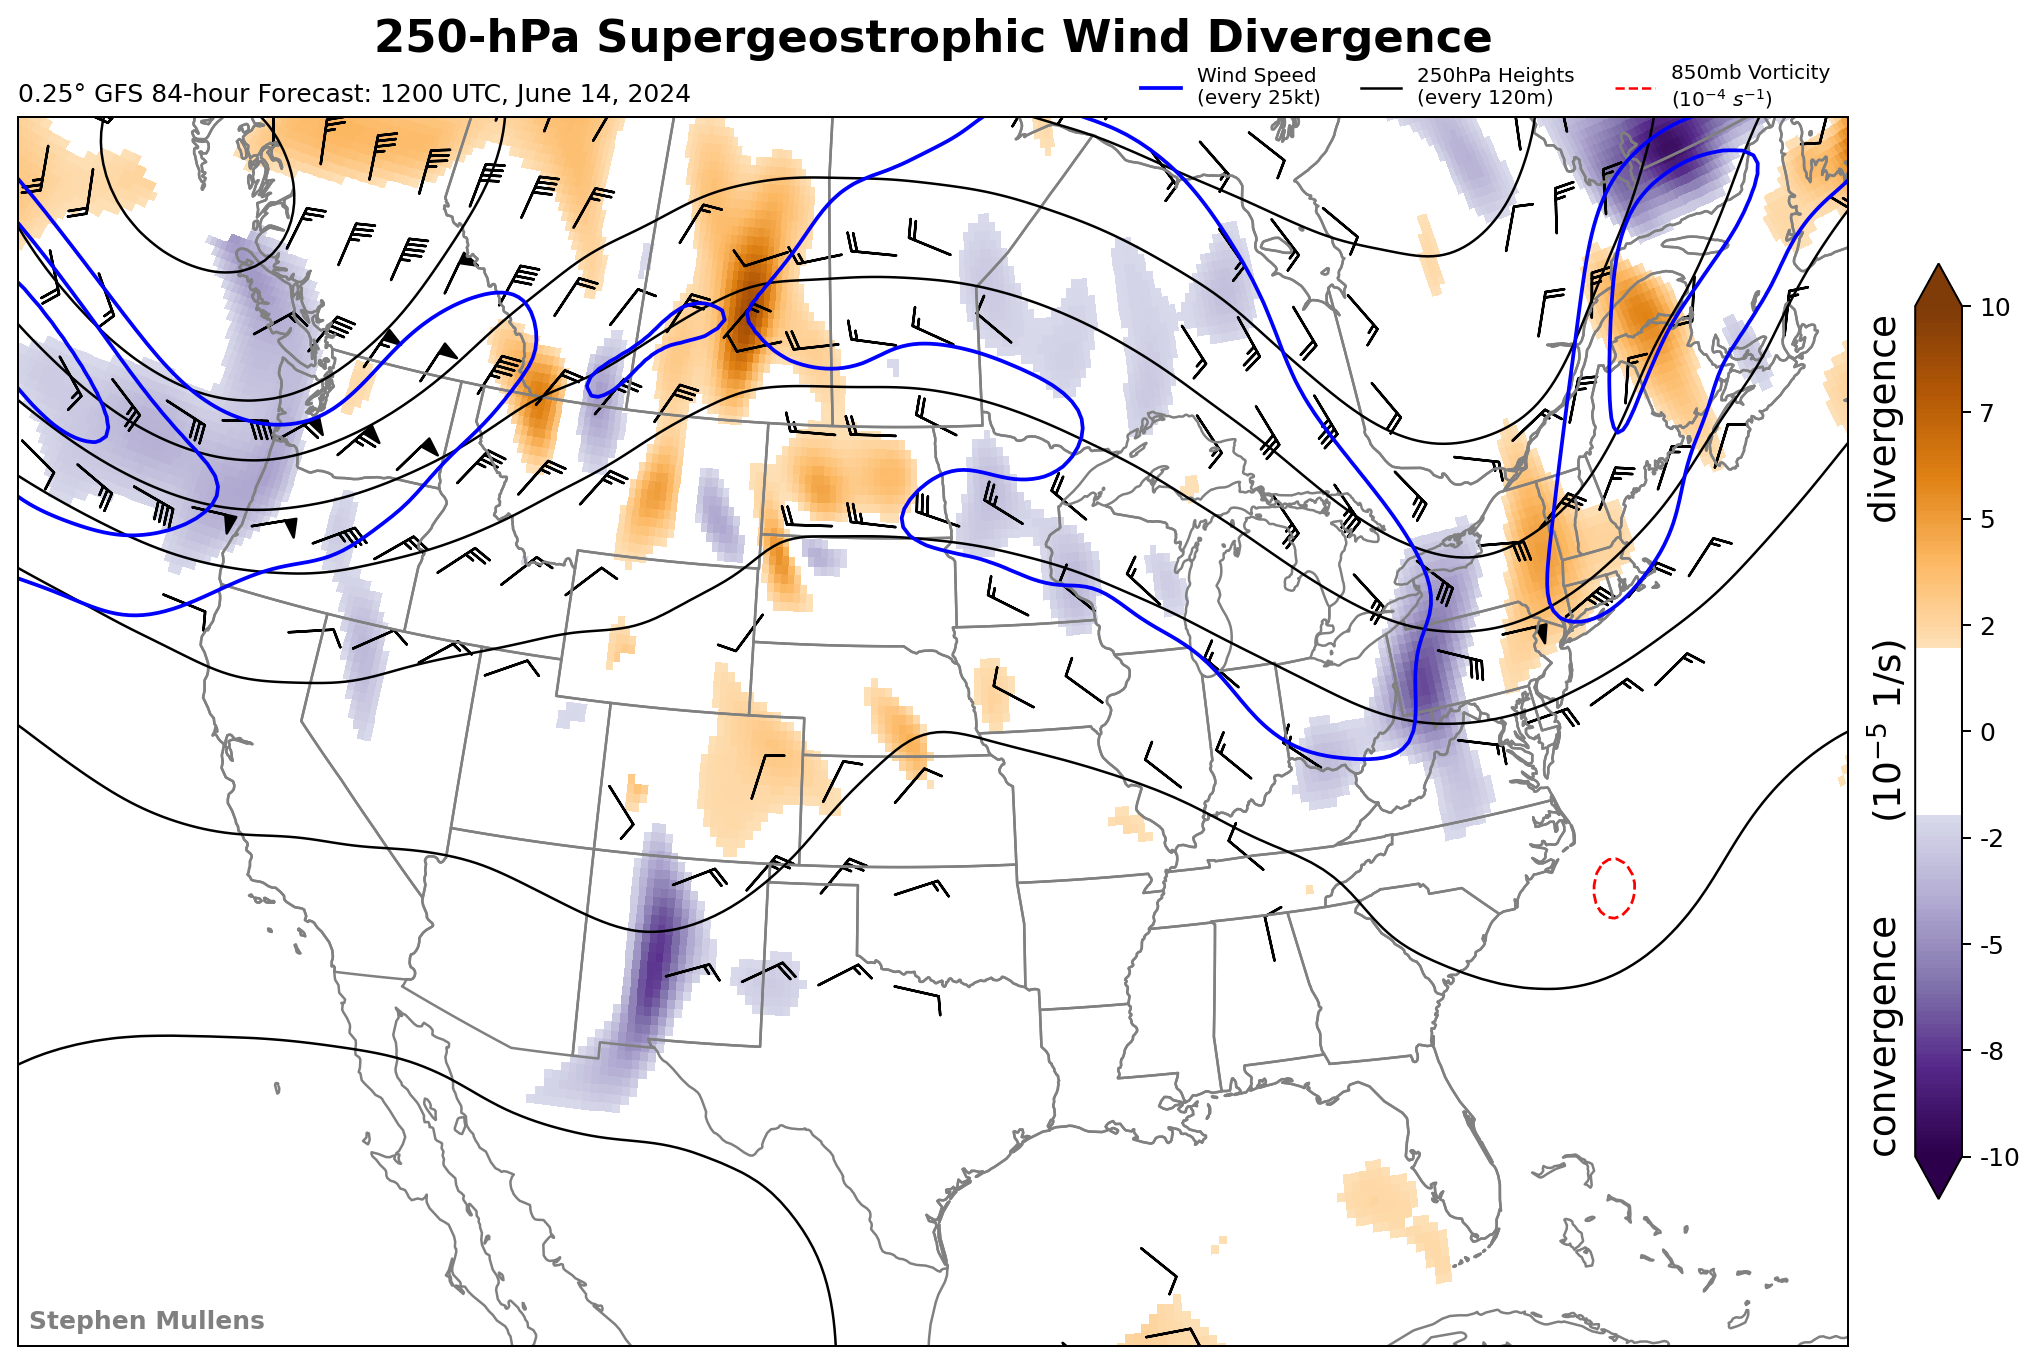 250-hPa Supergeostrophic Wind Divergence
0.25° GFS 84-hour Forecast: 1200 UTC, June 14, 2024
Wind Speed
(every 25kt)
250hPa Heights
(every 120m)
850mb Vorticity
(10⁻⁴ s⁻¹)
10
7
5
2
0
-2
-5
-8
-10
convergence (10⁻⁵ 1/s) divergence
Stephen Mullens